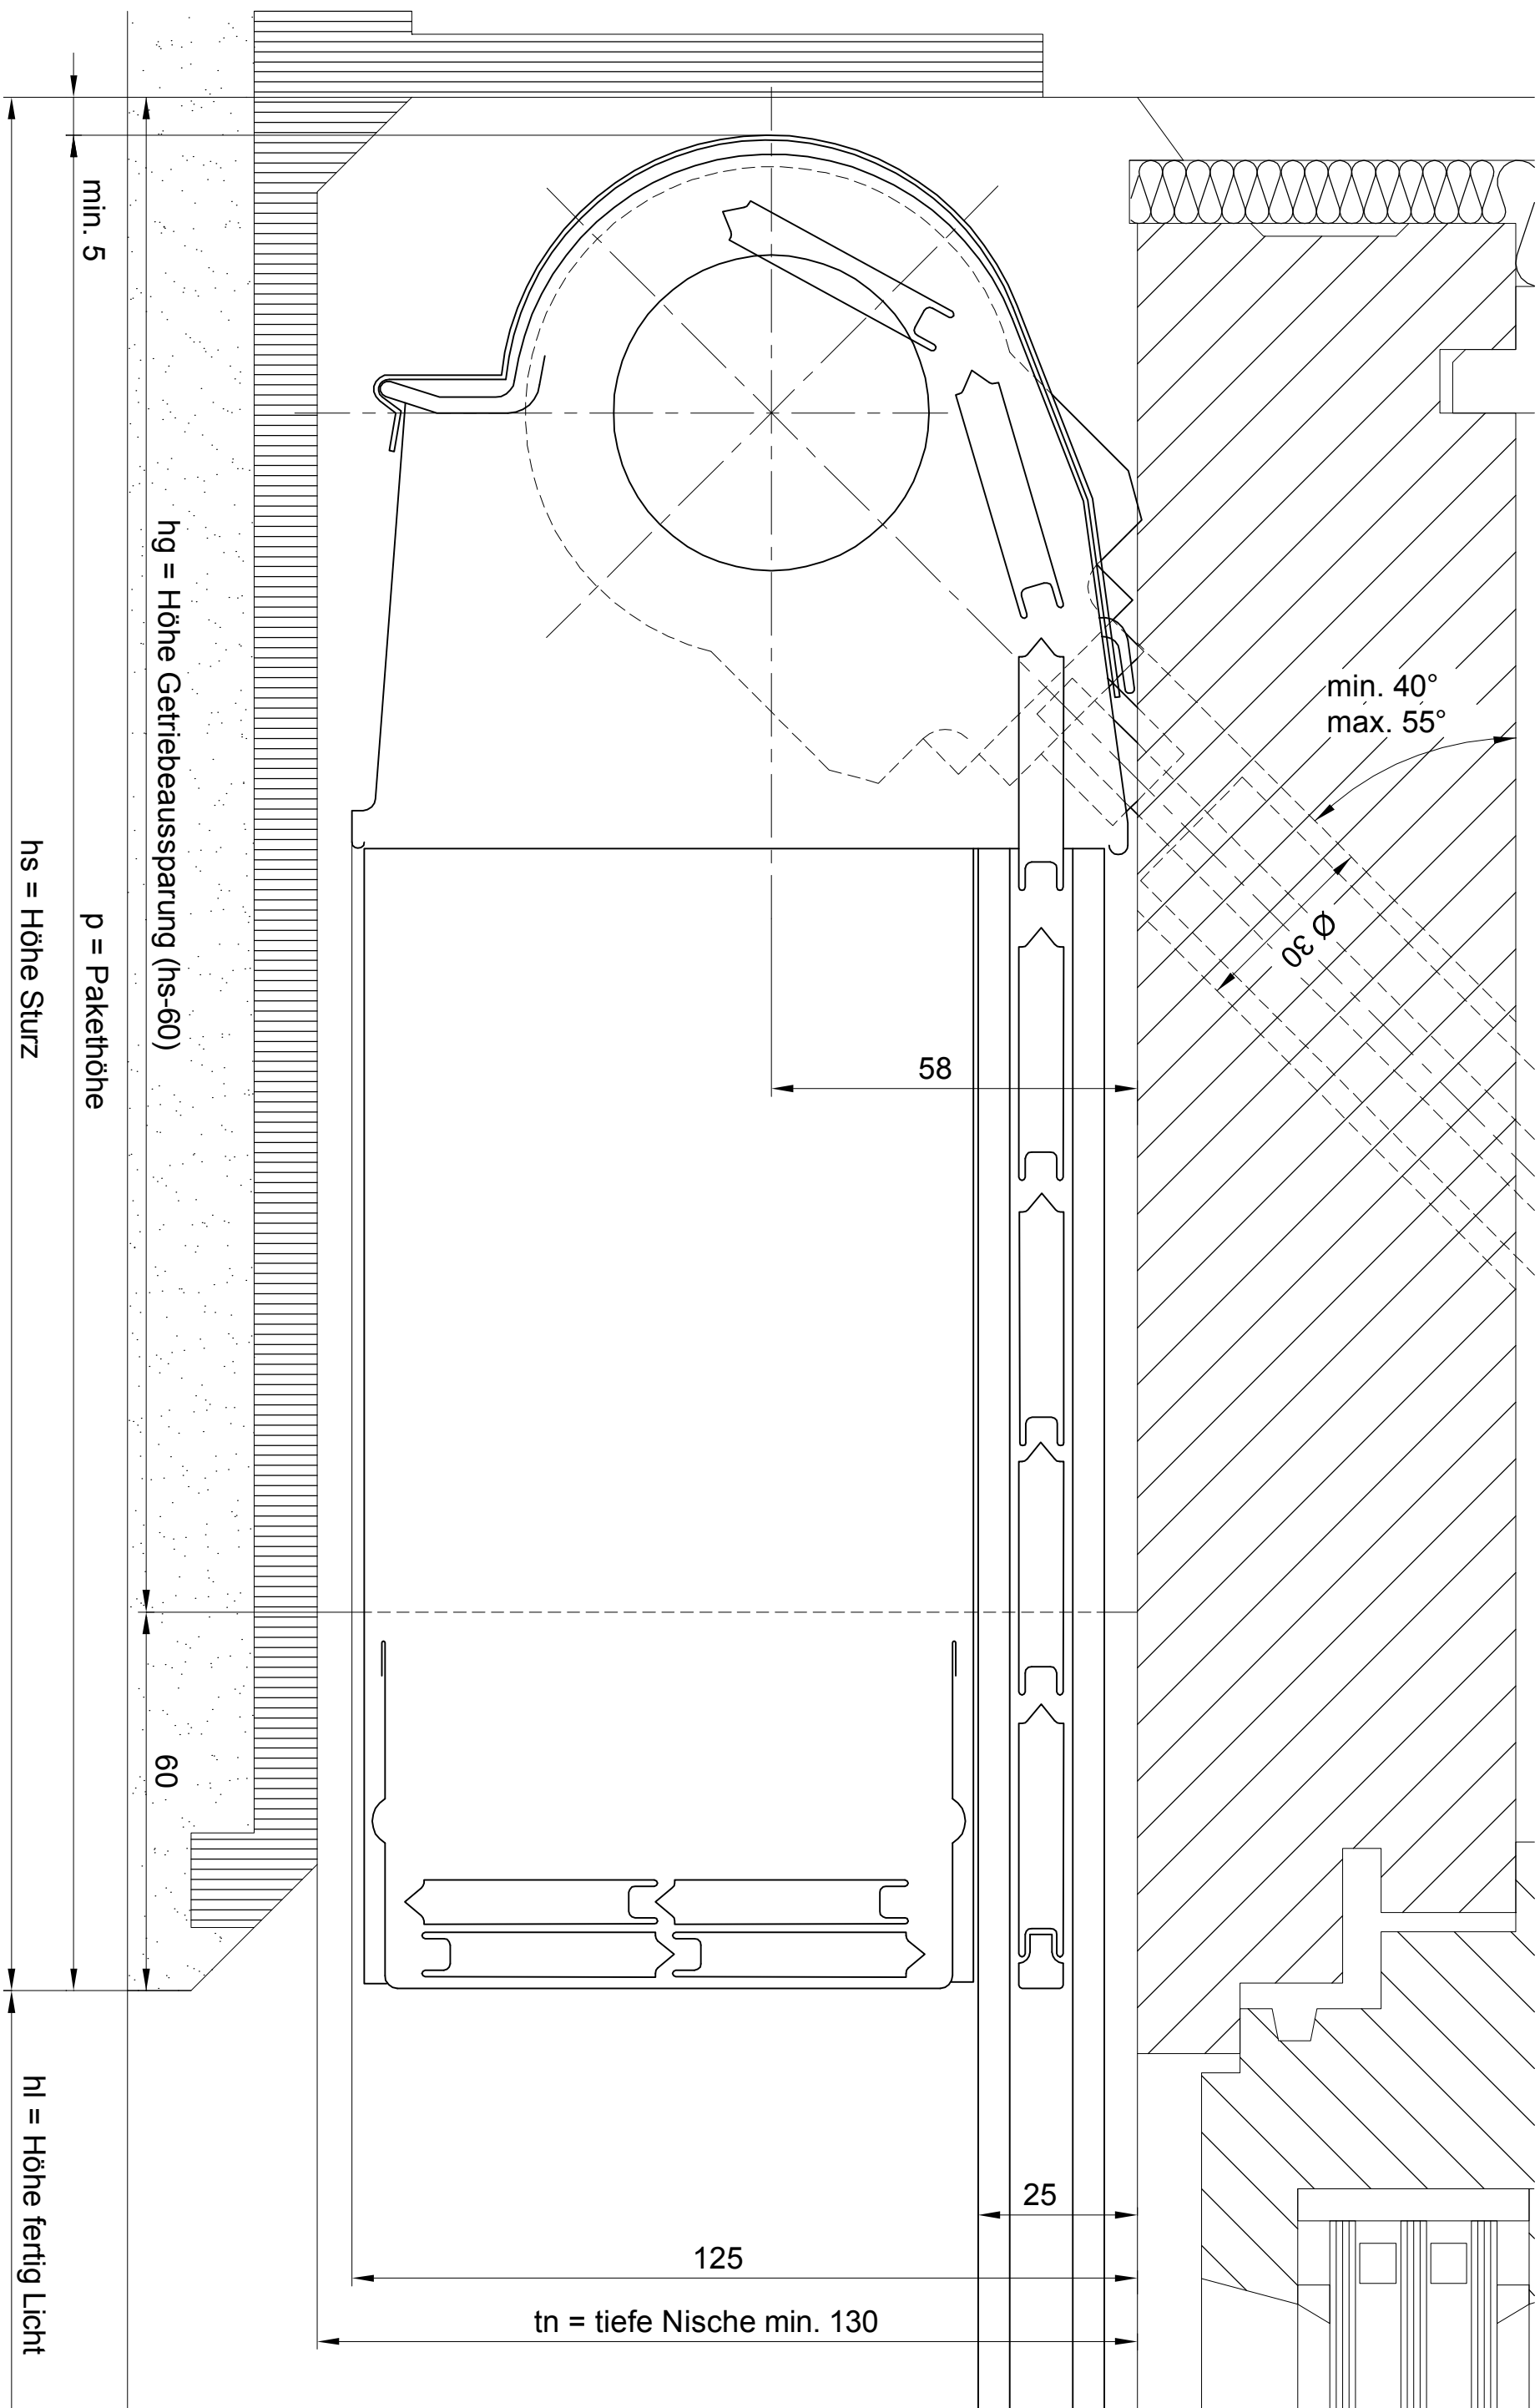 min. 5
hg = Höhe Getriebeaussparung (hs-60)
p = Pakethöhe
hs = Höhe Sturz
60
hl = Höhe fertig Licht
min. 40°
max. 55°
Ø 30
58
25
125
tn = tiefe Nische min. 130